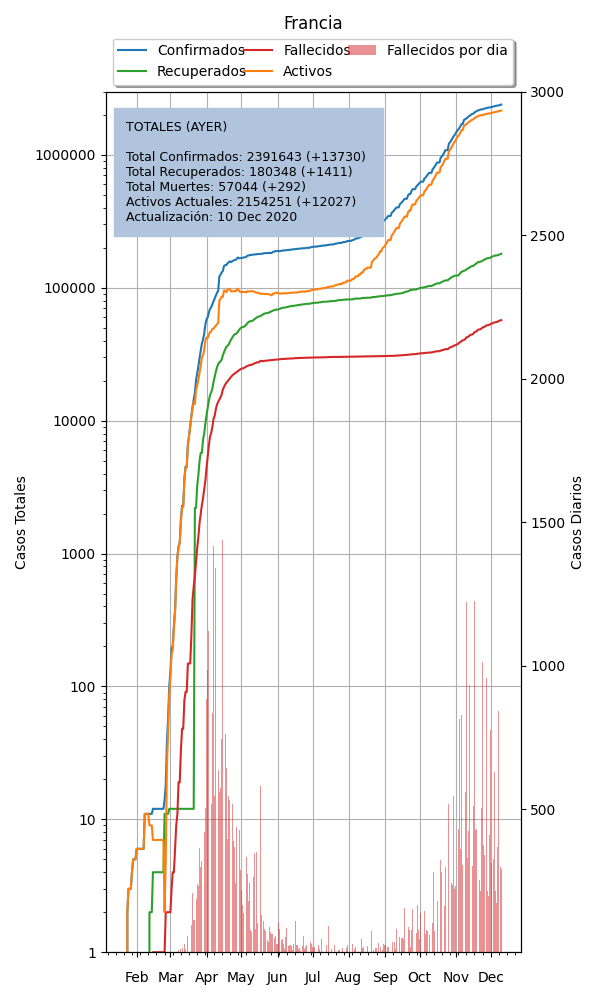 Francia
Confirmados
Fallecidos
Fallecidos por dia
Recuperados
Activos
TOTALES (AYER)
Total Confirmados: 2391643 (+13730)
Total Recuperados: 180348 (+1411)
Total Muertes: 57044 (+292)
Activos Actuales: 2154251 (+12027)
Actualización: 10 Dec 2020
Casos Totales
1000000
100000
10000
1000
100
10
1
3000
2500
2000
1500
1000
500
Casos Diarios
Feb Mar Apr May Jun Jul Aug Sep Oct Nov Dec